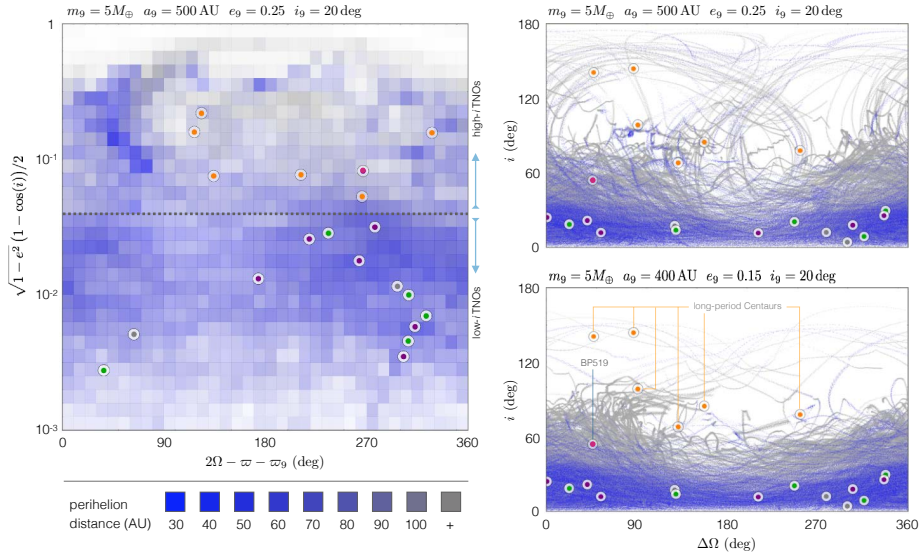 m₉ = 5M⊕ a₉ = 500 AU e₉ = 0.25 i₉ = 20 deg
1
10⁻¹
10⁻²
10⁻³
√1 − e² (1 − cos(i))/2
0 90 180 270 360
2Ω − ϖ − ϖ₉ (deg)
high-i TNOs
low-i TNOs
perihelion
distance (AU)
30 40 50 60 70 80 90 100 +
m₉ = 5M⊕ a₉ = 500 AU e₉ = 0.25 i₉ = 20 deg
180
120
60
0
i (deg)
m₉ = 5M⊕ a₉ = 400 AU e₉ = 0.15 i₉ = 20 deg
180
120
60
0
i (deg)
long-period Centaurs
BP519
0 90 180 270 360
ΔΩ (deg)